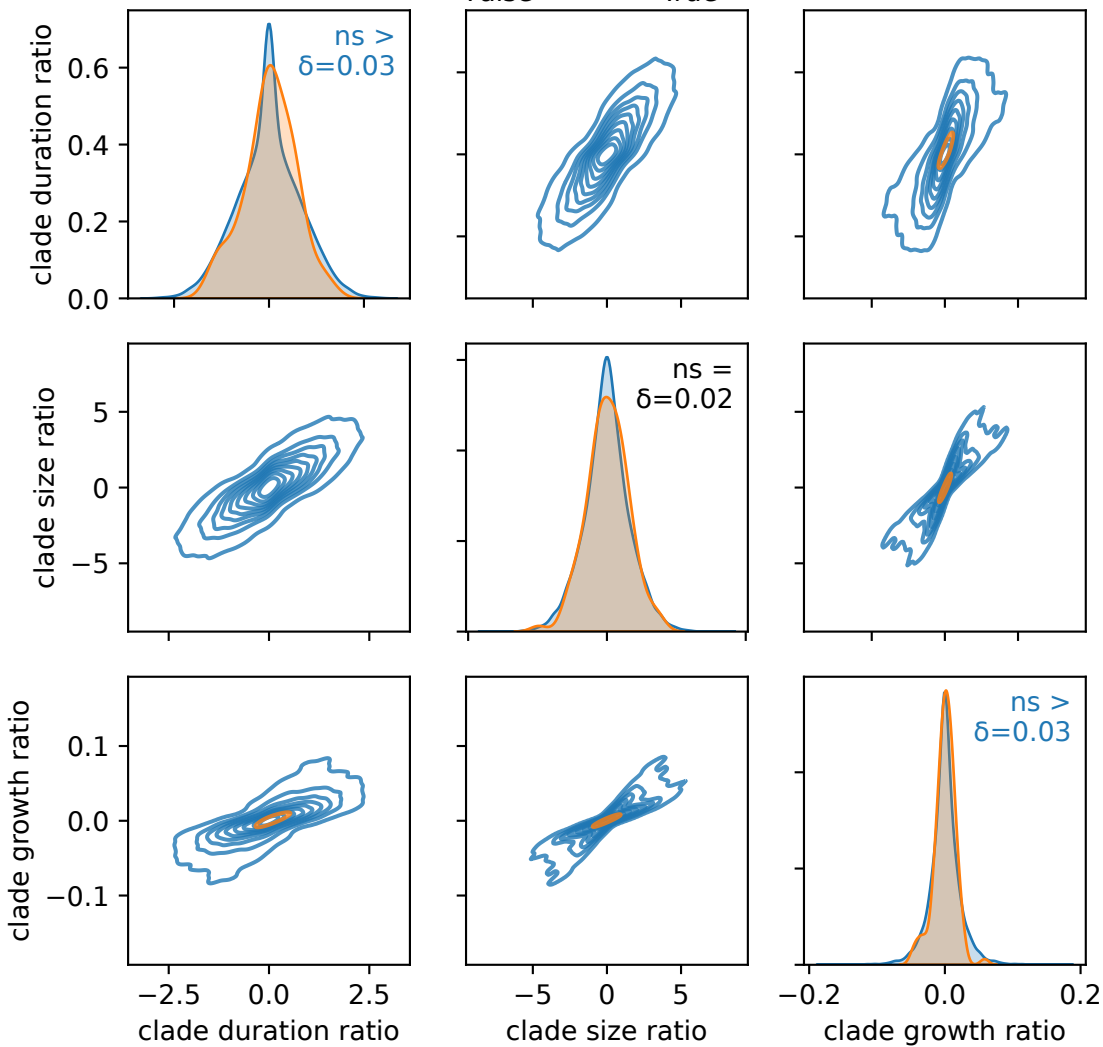 clade duration ratio
0.6
0.4
0.2
0.0
ns >
δ=0.03
clade size ratio
5
0
−5
ns =
δ=0.02
clade growth ratio
0.1
0.0
−0.1
ns >
δ=0.03
−2.5 0.0 2.5
−5 0 5
−0.2 0.0 0.2
clade duration ratio
clade size ratio
clade growth ratio